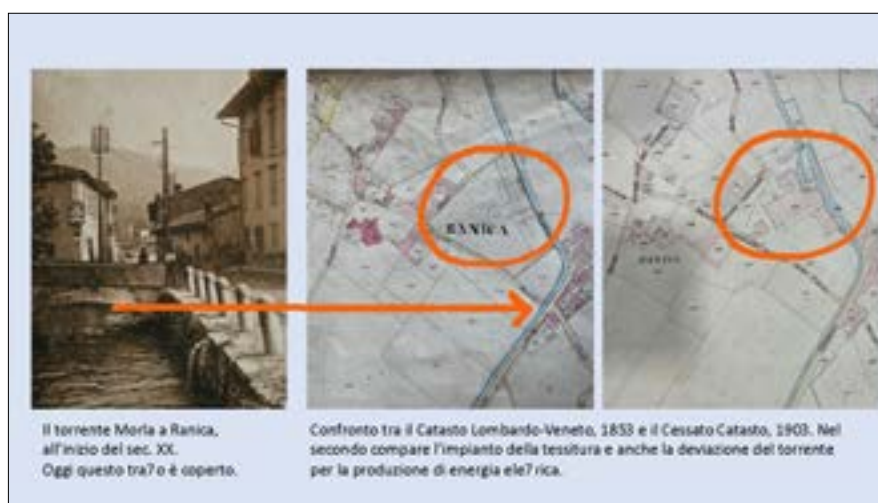 RANICA
Il torrente Morla a Ranica,
all'inizio del sec. XX.
Oggi questo tra7o è coperto.
Confronto tra il Catasto Lombardo-Veneto, 1853 e il Cessato Catasto, 1903. Nel
secondo compare l'impianto della tessitura e anche la deviazione del torrente
per la produzione di energia ele7rica.